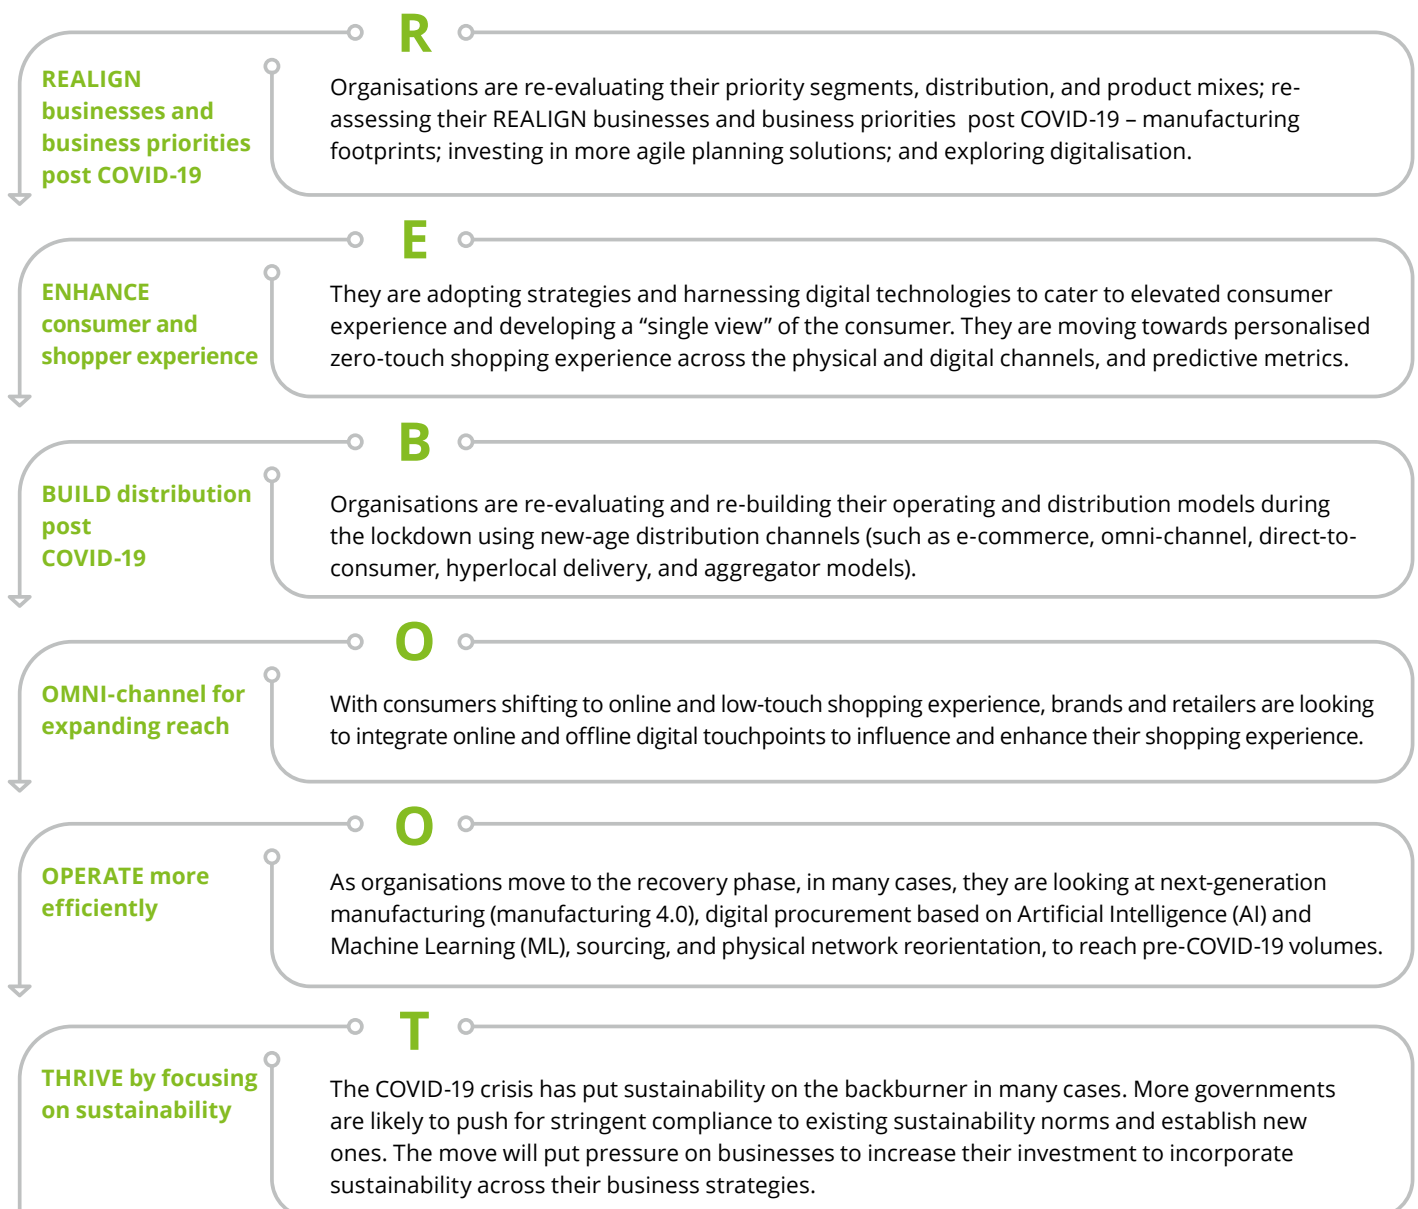 R
REALIGN
businesses and
business priorities
post COVID-19
Organisations are re-evaluating their priority segments, distribution, and product mixes; re-
assessing their REALIGN businesses and business priorities  post COVID-19 – manufacturing
footprints; investing in more agile planning solutions; and exploring digitalisation.
E
ENHANCE
consumer and
shopper experience
They are adopting strategies and harnessing digital technologies to cater to elevated consumer
experience and developing a “single view” of the consumer. They are moving towards personalised
zero-touch shopping experience across the physical and digital channels, and predictive metrics.
B
BUILD distribution
post
COVID-19
Organisations are re-evaluating and re-building their operating and distribution models during
the lockdown using new-age distribution channels (such as e-commerce, omni-channel, direct-to-
consumer, hyperlocal delivery, and aggregator models).
O
OMNI-channel for
expanding reach
With consumers shifting to online and low-touch shopping experience, brands and retailers are looking
to integrate online and offline digital touchpoints to influence and enhance their shopping experience.
O
OPERATE more
efficiently
As organisations move to the recovery phase, in many cases, they are looking at next-generation
manufacturing (manufacturing 4.0), digital procurement based on Artificial Intelligence (AI) and
Machine Learning (ML), sourcing, and physical network reorientation, to reach pre-COVID-19 volumes.
T
THRIVE by focusing
on sustainability
The COVID-19 crisis has put sustainability on the backburner in many cases. More governments
are likely to push for stringent compliance to existing sustainability norms and establish new
ones. The move will put pressure on businesses to increase their investment to incorporate
sustainability across their business strategies.